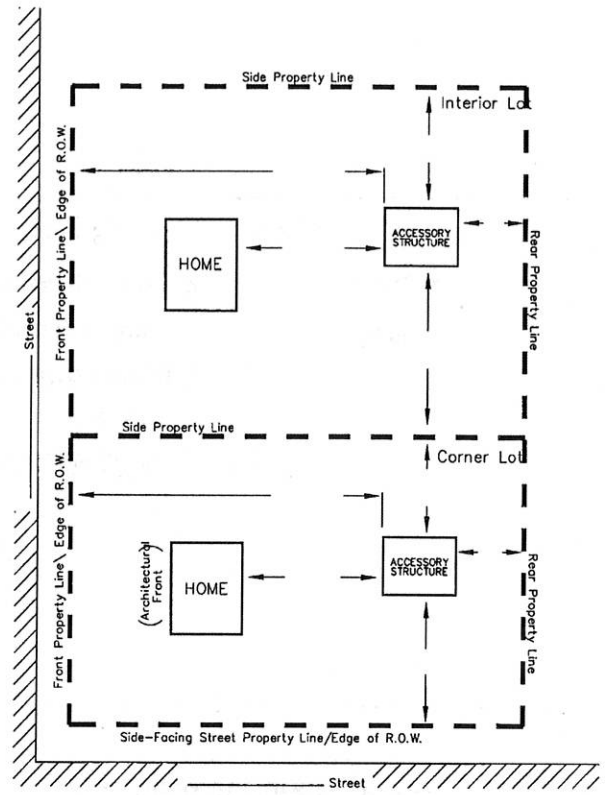 Side Property Line
Interior Lot
Front Property Line\ Edge of R.O.W.
HOME
ACCESSORY
STRUCTURE
Rear Property Line
Street
Side Property Line
Corner Lot
Front Property Line\ Edge of R.O.W.
(Architectural
Front)
HOME
ACCESSORY
STRUCTURE
Rear Property Line
Side-Facing Street Property Line/Edge of R.O.W.
Street